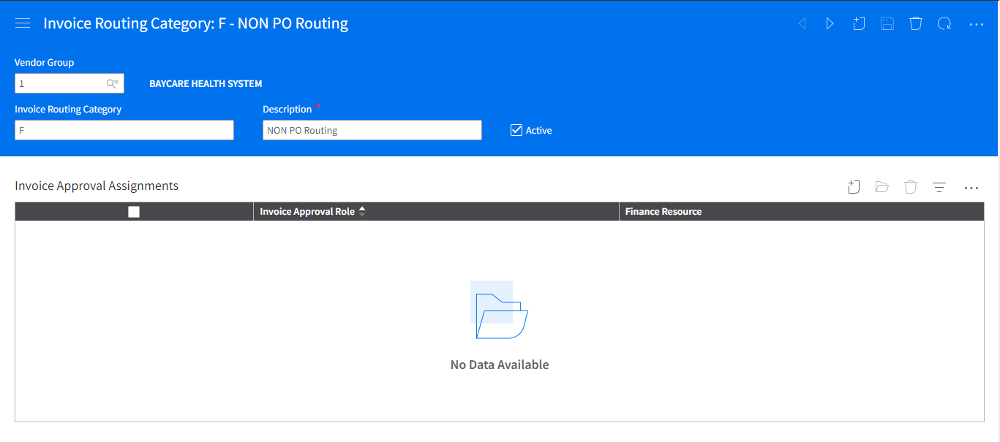 Invoice Routing Category: F - NON PO Routing
Vendor Group
1
BAYCARE HEALTH SYSTEM
Invoice Routing Category
Description *
F
NON PO Routing
Active
Invoice Approval Assignments
Invoice Approval Role
Finance Resource
No Data Available